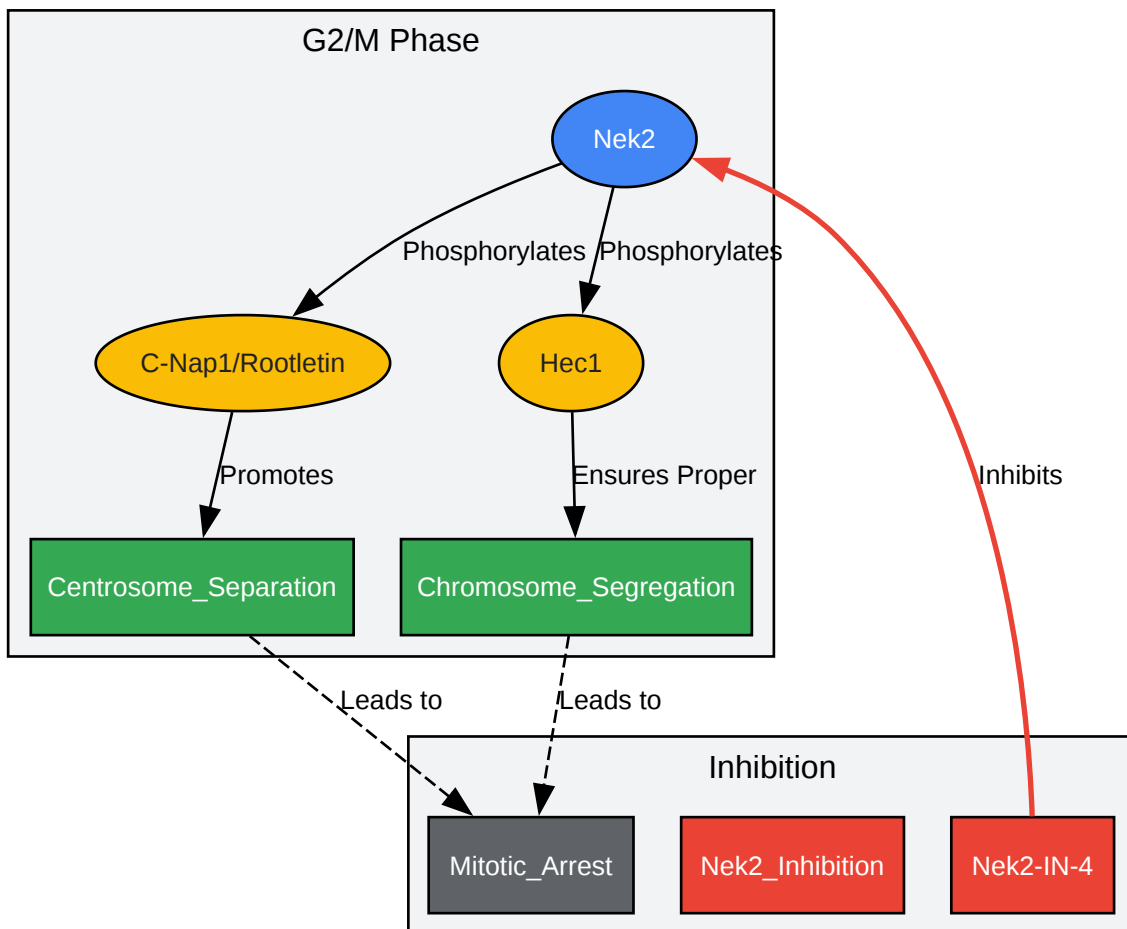 G2/M Phase
Nek2
Phosphorylates
Phosphorylates
C-Nap1/Rootletin
Hec1
Promotes
Ensures Proper
Inhibits
Centrosome_Separation
Chromosome_Segregation
Leads to
Leads to
Inhibition
Mitotic_Arrest
Nek2_Inhibition
Nek2-IN-4